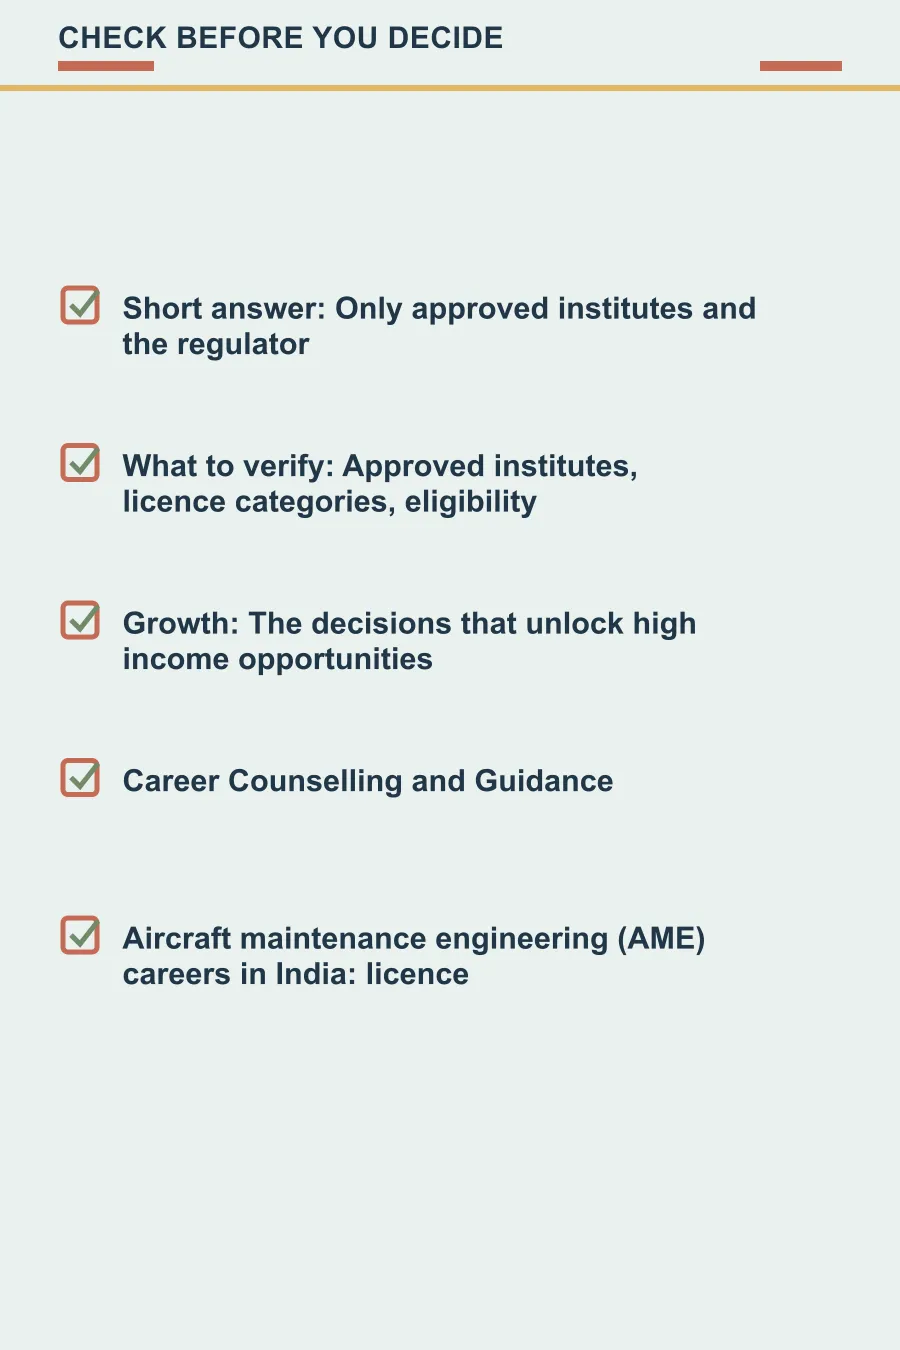 CHECK BEFORE YOU DECIDE
Short answer: Only approved institutes and
the regulator
What to verify: Approved institutes,
licence categories, eligibility
Growth: The decisions that unlock high
income opportunities
Career Counselling and Guidance
Aircraft maintenance engineering (AME)
careers in India: licence